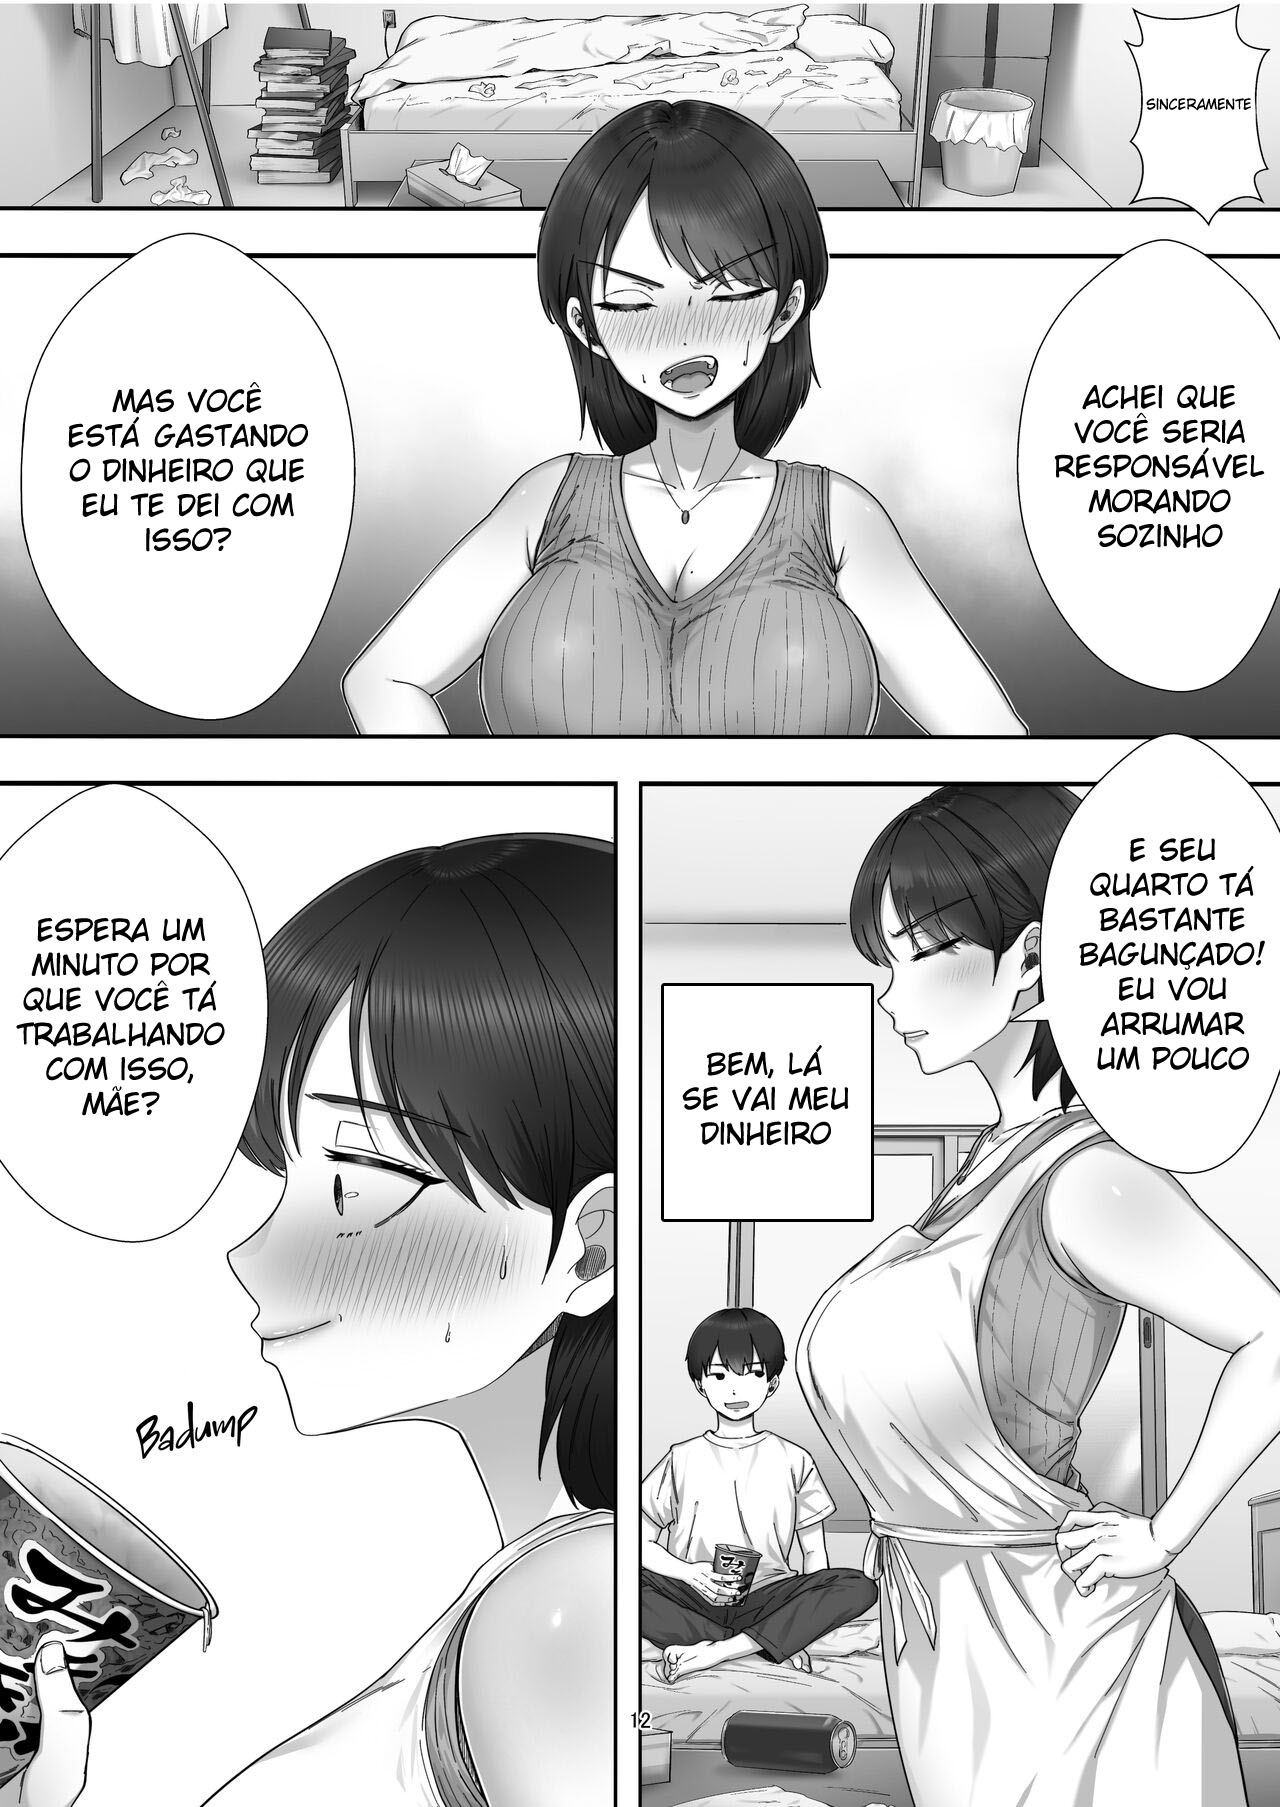 SINCERAMENTE
ACHEI QUE
VOCÊ SERIA
RESPONSÁVEL
MORANDO
SOZINHO
MAS VOCÊ
ESTÁ GASTANDO
O DINHEIRO QUE
EU TE DEI COM
ISSO?
E SEU
QUARTO TÁ
BASTANTE
BAGUNÇADO!
EU VOU
ARRUMAR
UM POUCO
BEM, LÁ
SE VAI MEU
DINHEIRO
ESPERA UM
MINUTO POR
QUE VOCÊ TÁ
TRABALHANDO
COM ISSO,
MÃE?
Badump
12